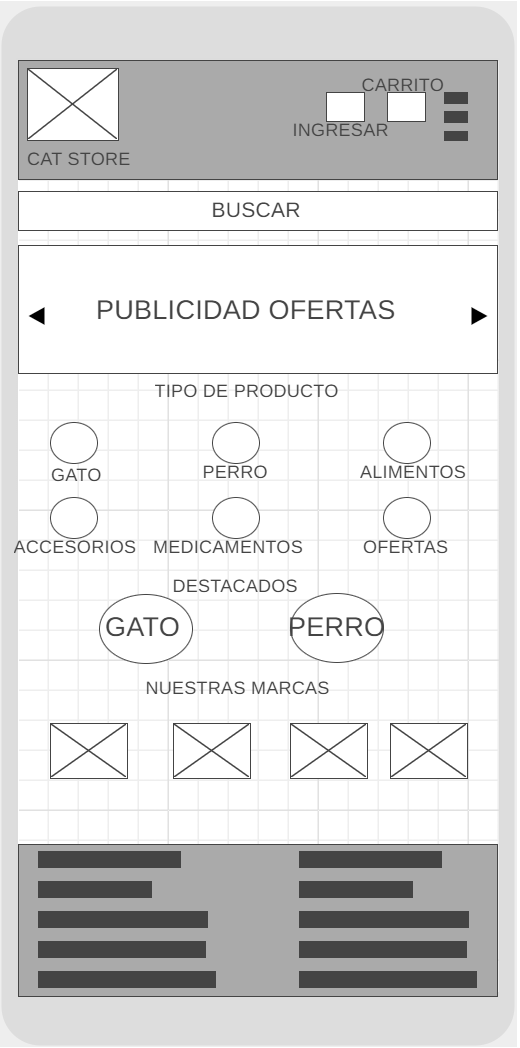 CARRITO
INGRESAR
CAT STORE
BUSCAR
PUBLICIDAD OFERTAS
TIPO DE PRODUCTO
GATO
PERRO
ALIMENTOS
ACCESORIOS
MEDICAMENTOS
OFERTAS
DESTACADOS
GATO
PERRO
NUESTRAS MARCAS